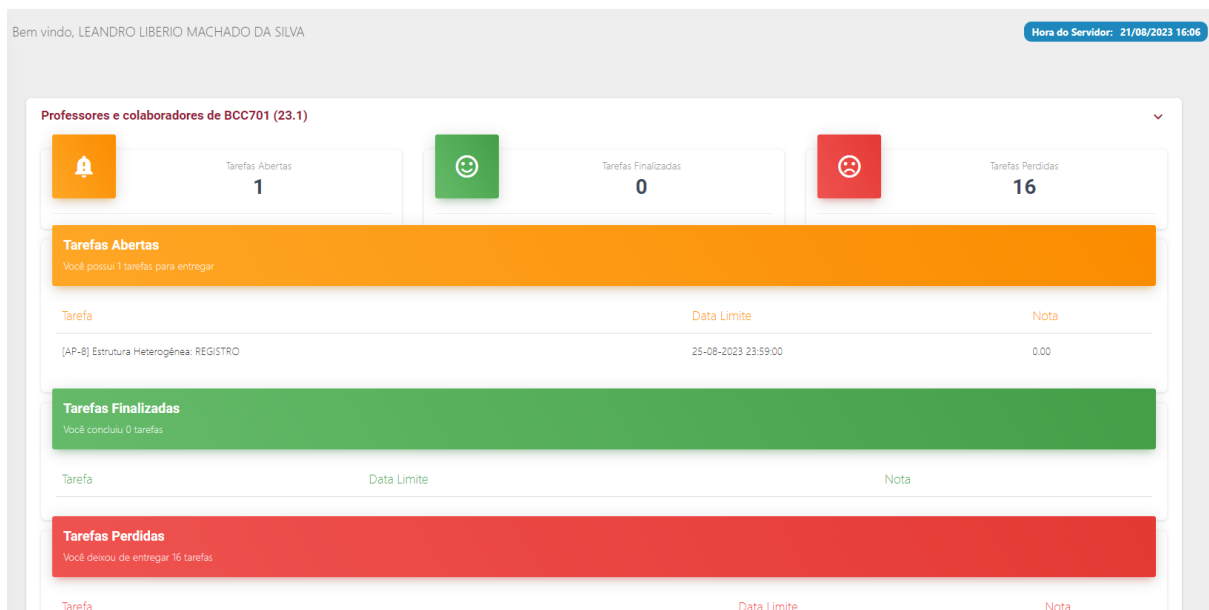 Bem vindo, LEANDRO LIBERIO MACHADO DA SILVA
Hora do Servidor: 21/08/2023 16:06
Professores e colaboradores de BCC701 (23.1)
Tarefas Abertas
1
Tarefas Finalizadas
0
Tarefas Perdidas
16
Tarefas Abertas
Você possui 1 tarefas para entregar
Tarefa Data Limite Nota
[AP-8] Estrutura Heterogênea: REGISTRO 25-08-2023 23:59:00 0.00
Tarefas Finalizadas
Você concluiu 0 tarefas
Tarefa Data Limite Nota
Tarefas Perdidas
Você deixou de entregar 16 tarefas
Tarefa Data Limite Nota